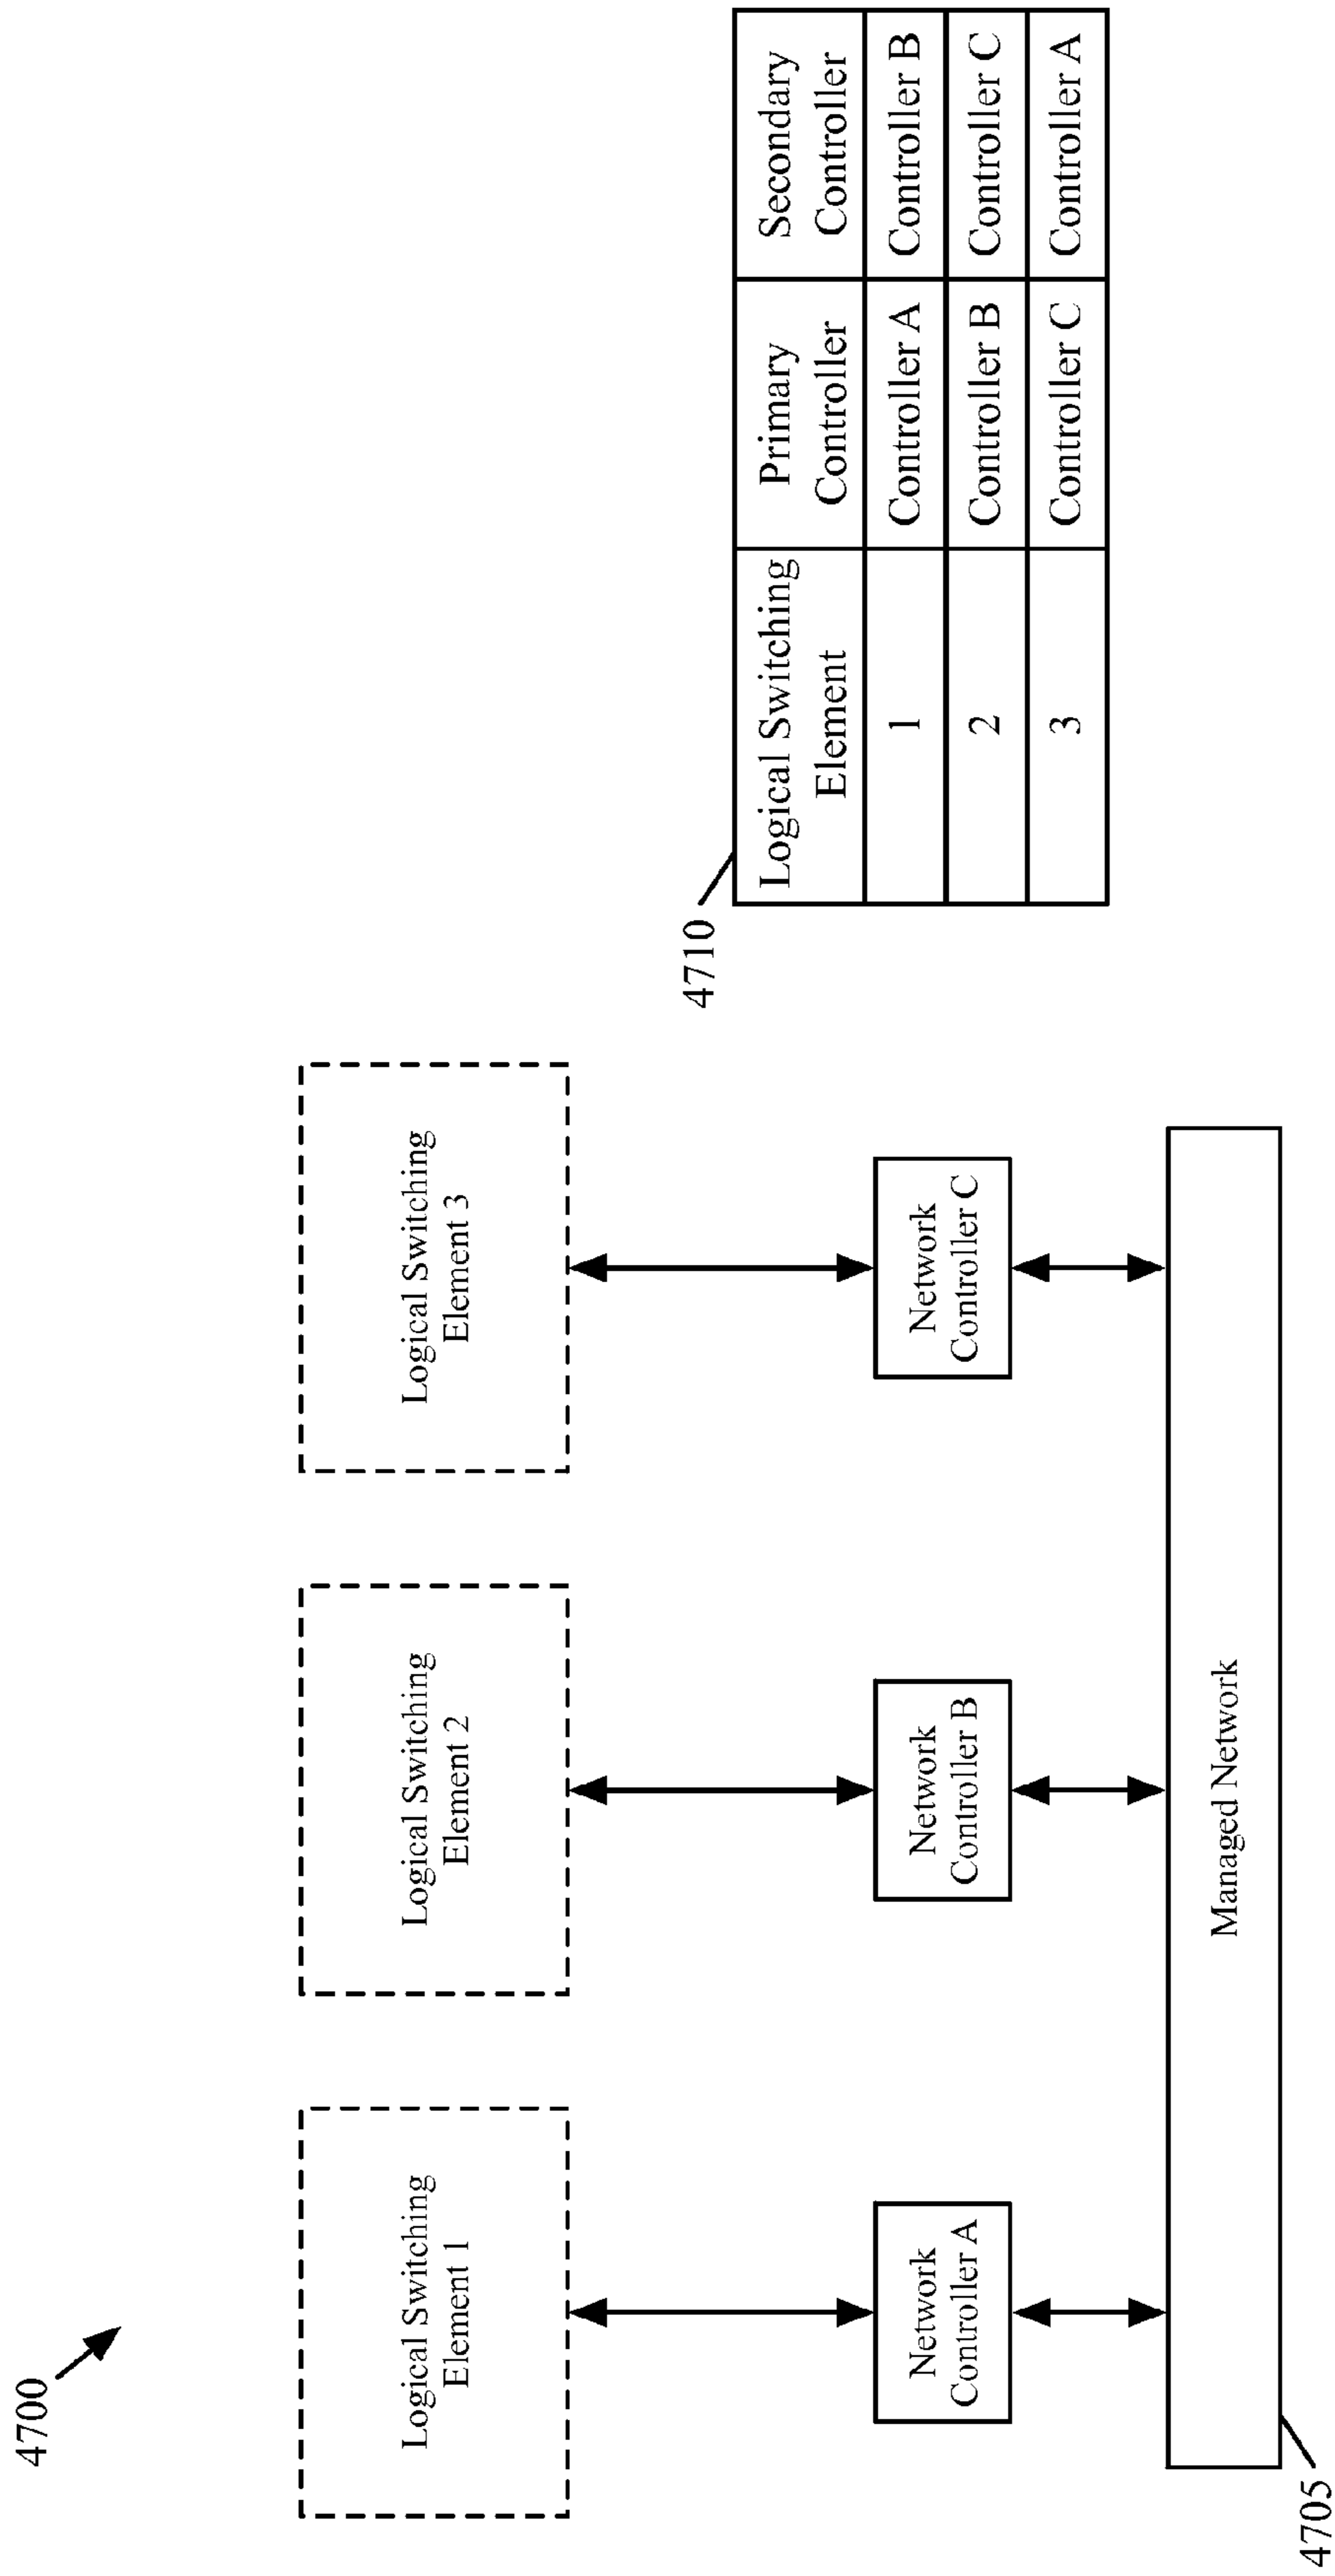 4700
Logical Switching
Element 1
Logical Switching
Element 2
Logical Switching
Element 3
Network
Controller A
Network
Controller B
Network
Controller C
Managed Network
4705
4710
Logical Switching
Element
Primary
Controller
Secondary
Controller
1
Controller A
Controller B
2
Controller B
Controller C
3
Controller C
Controller A